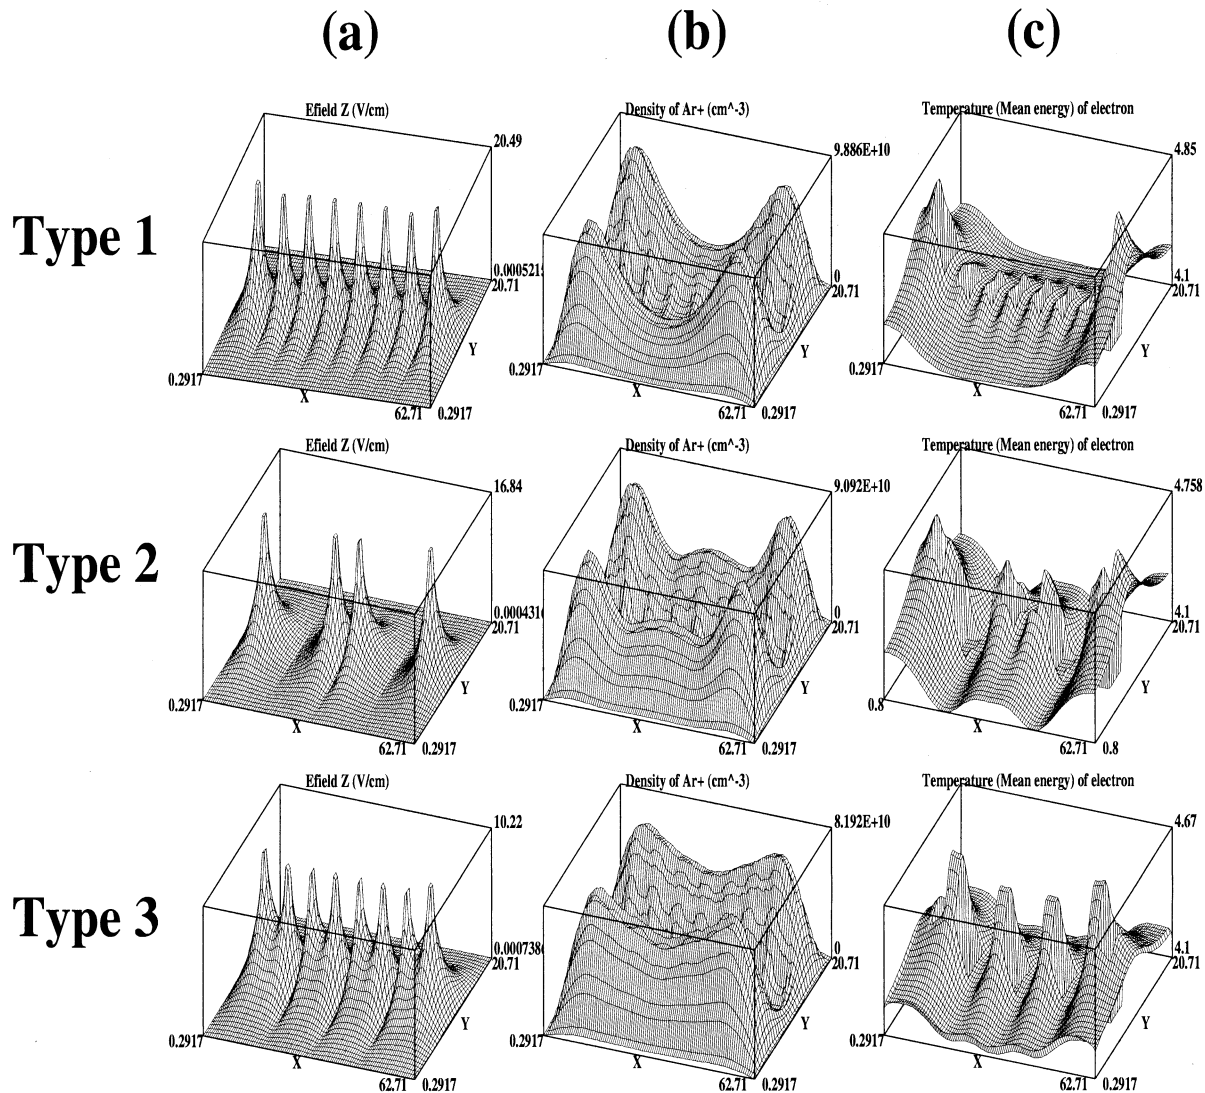 (a) (b) (c)
Type 1
Efield Z (V/cm)
20.49
0.000521
20.71
Y
0.2917
X
62.71 0.2917
Density of Ar+ (cm^-3)
9.886E+10
0
20.71
Y
0.2917
X
62.71 0.2917
Temperature (Mean energy) of electron
4.85
4.1
20.71
Y
0.2917
X
62.71 0.2917
Type 2
Efield Z (V/cm)
16.84
0.000431
20.71
Y
0.2917
X
62.71 0.2917
Density of Ar+ (cm^-3)
9.092E+10
0
20.71
Y
0.2917
X
62.71 0.2917
Temperature (Mean energy) of electron
4.758
4.1
20.71
Y
0.8
X
62.71 0.8
Type 3
Efield Z (V/cm)
10.22
0.000738
20.71
Y
0.2917
X
62.71 0.2917
Density of Ar+ (cm^-3)
8.192E+10
0
20.71
Y
0.2917
X
62.71 0.2917
Temperature (Mean energy) of electron
4.67
4.1
20.71
Y
0.2917
X
62.71 0.2917